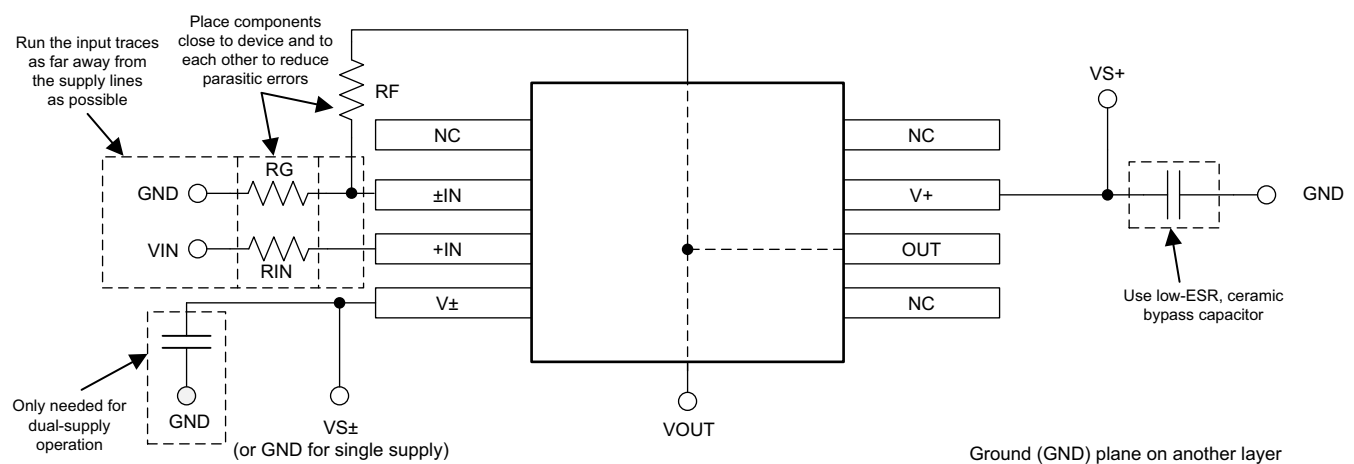 Place components
close to device and to
each other to reduce
parasitic errors
Run the input traces
as far away from
the supply lines
as possible
RF
VS+
NC
NC
RG
GND
±IN
V+
GND
VIN
+IN
OUT
RIN
V±
NC
Use low-ESR, ceramic
bypass capacitor
Only needed for
dual-supply
operation
GND
VS±
(or GND for single supply)
VOUT
Ground (GND) plane on another layer